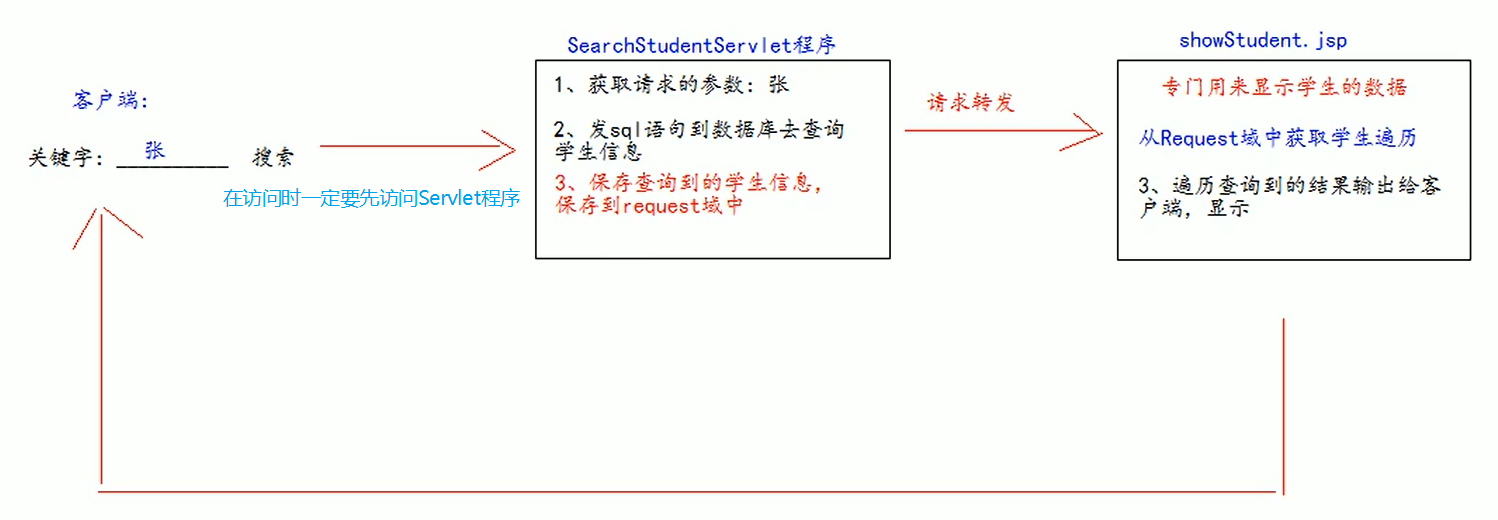 客户端:
关键字: 张 搜索
在访问时一定要先访问Servlet程序
SearchStudentServlet程序
1、获取请求的参数: 张
2、发sql语句到数据库去查询
学生信息
3、保存查询到的学生信息,
保存到request域中
请求转发
showStudent.jsp
专门用来显示学生的数据
从Request域中获取学生遍历
3、遍历查询到的结果输出给客
户端, 显示